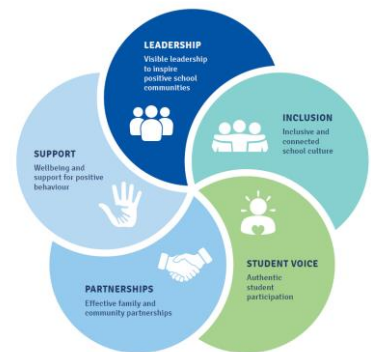 LEADERSHIP
Visible leadership
to inspire
positive school
communities
INCLUSION
Inclusive and
connected
school culture
STUDENT VOICE
Authentic
student
participation
PARTNERSHIPS
Effective family and
community partnerships
SUPPORT
Wellbeing and
support for positive
behaviour